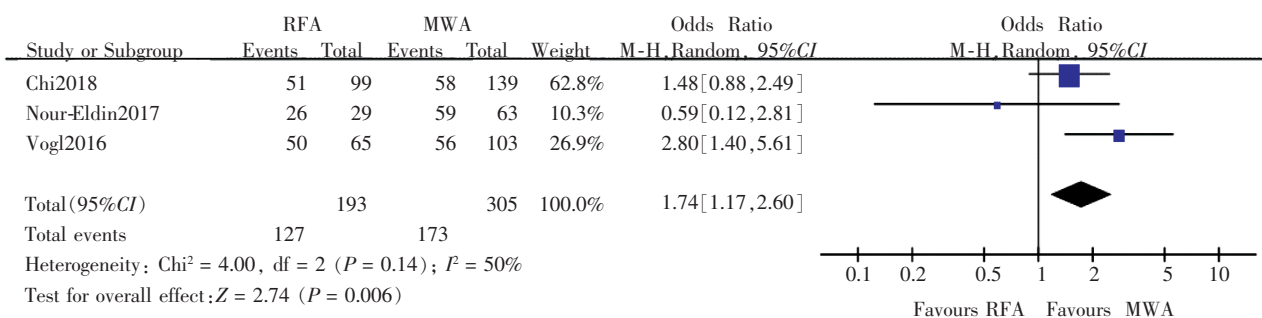 RFA MWA Odds Ratio Odds Ratio
Study or Subgroup Events Total Events Total Weight M-H,Random, 95%CI M-H,Random, 95%CI
Chi2018 51 99 58 139 62.8% 1.48[0.88,2.49]
Nour-Eldin2017 26 29 59 63 10.3% 0.59[0.12,2.81]
Vogl2016 50 65 56 103 26.9% 2.80[1.40,5.61]
Total(95%CI) 193 305 100.0% 1.74[1.17,2.60]
Total events 127 173
Heterogeneity: Chi² = 4.00, df = 2 (P = 0.14); I² = 50%
Test for overall effect:Z = 2.74 (P = 0.006)
0.1 0.2 0.5 1 2 5 10
Favours RFA Favours MWA